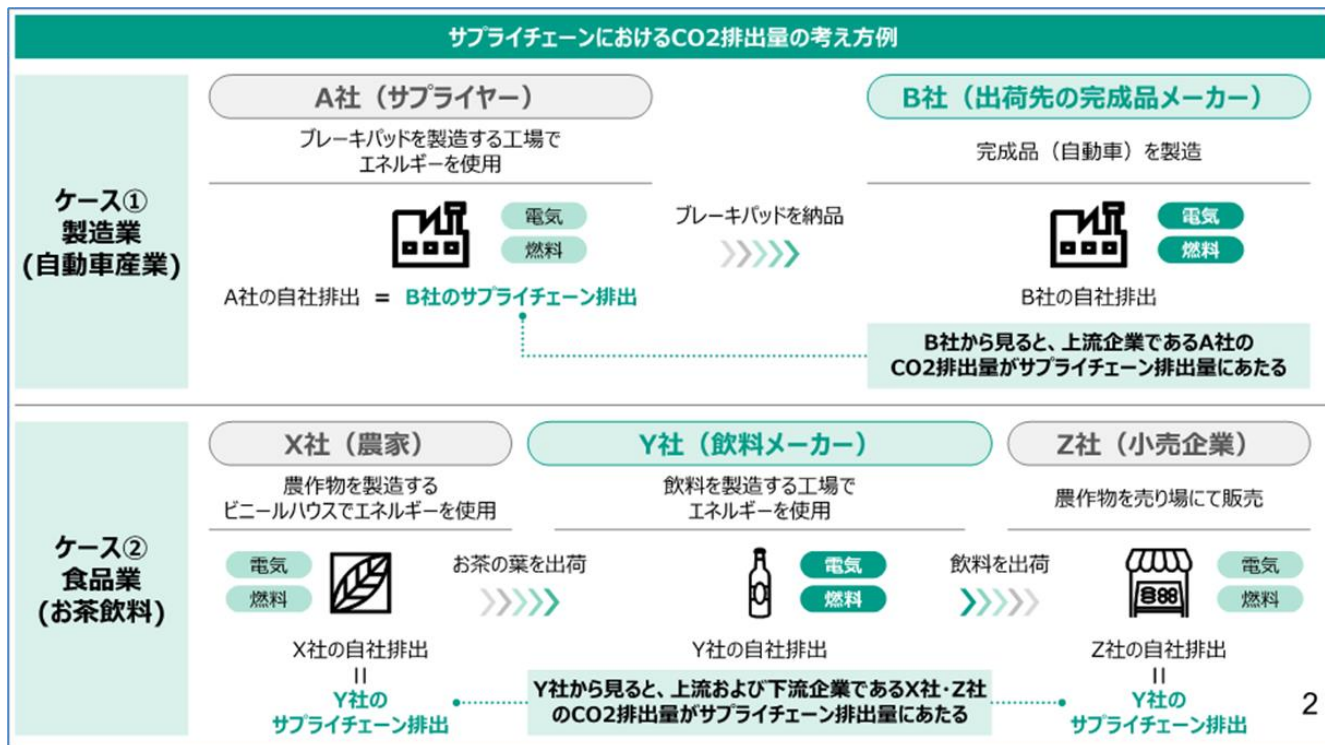 サプライチェーンにおけるCO2排出量の考え方例
ケース①
製造業
(自動車産業)
A社（サプライヤー）
ブレーキパッドを製造する工場で
エネルギーを使用
電気
燃料
A社の自社排出 = B社のサプライチェーン排出
ブレーキパッドを納品
B社（出荷先の完成品メーカー）
完成品（自動車）を製造
電気
燃料
B社の自社排出
B社から見ると、上流企業であるA社の
CO2排出量がサプライチェーン排出量にあたる
ケース②
食品業
(お茶飲料)
X社（農家）
農作物を製造する
ビニールハウスでエネルギーを使用
電気
燃料
X社の自社排出
=
Y社の
サプライチェーン排出
お茶の葉を出荷
Y社（飲料メーカー）
飲料を製造する工場で
エネルギーを使用
電気
燃料
Y社の自社排出
Y社から見ると、上流および下流企業であるX社・Z社
のCO2排出量がサプライチェーン排出量にあたる
飲料を出荷
Z社（小売企業）
農作物を売り場にて販売
電気
燃料
Z社の自社排出
=
Y社の
サプライチェーン排出
2